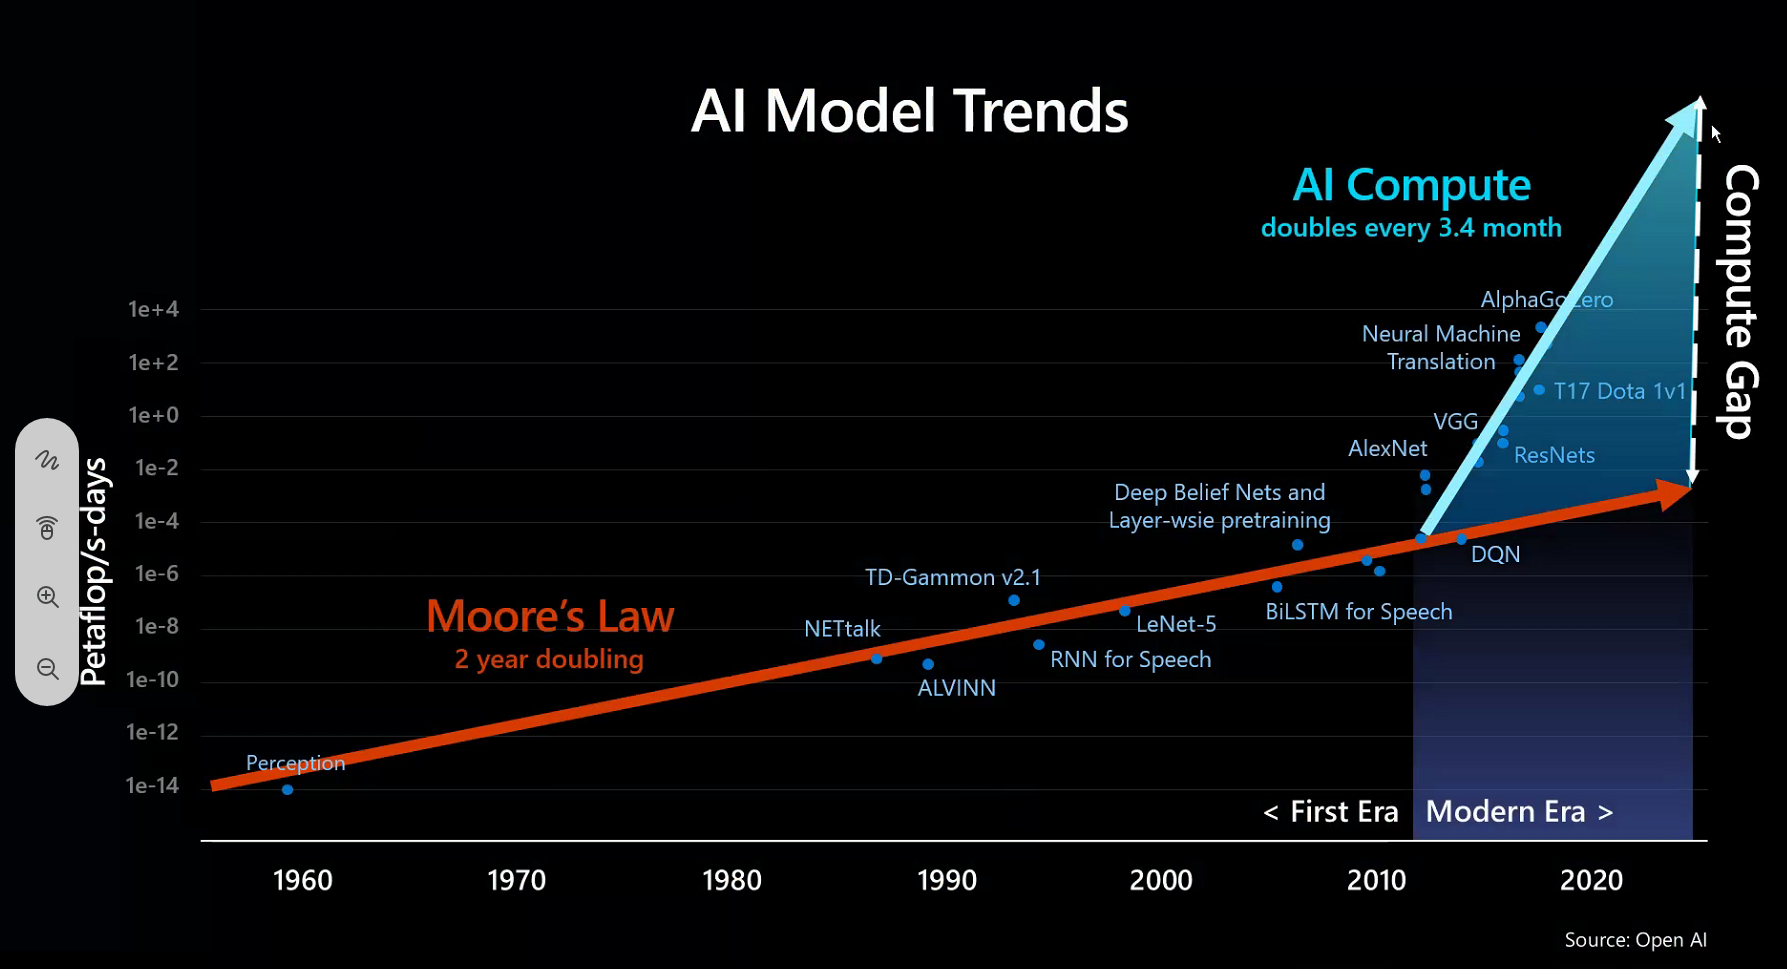 AI Model Trends
AI Compute
doubles every 3.4 month
Compute Gap
1e+4
1e+2
1e+0
1e-2
1e-4
1e-6
1e-8
1e-10
1e-12
1e-14
Petaflop/s-days
AlphaGoZero
Neural Machine
Translation
T17 Dota 1v1
VGG
AlexNet
ResNets
Deep Belief Nets and
Layer-wsie pretraining
DQN
TD-Gammon v2.1
BiLSTM for Speech
Moore's Law
2 year doubling
NETtalk
LeNet-5
RNN for Speech
ALVINN
Perception
< First Era
Modern Era >
1960
1970
1980
1990
2000
2010
2020
Source: Open AI